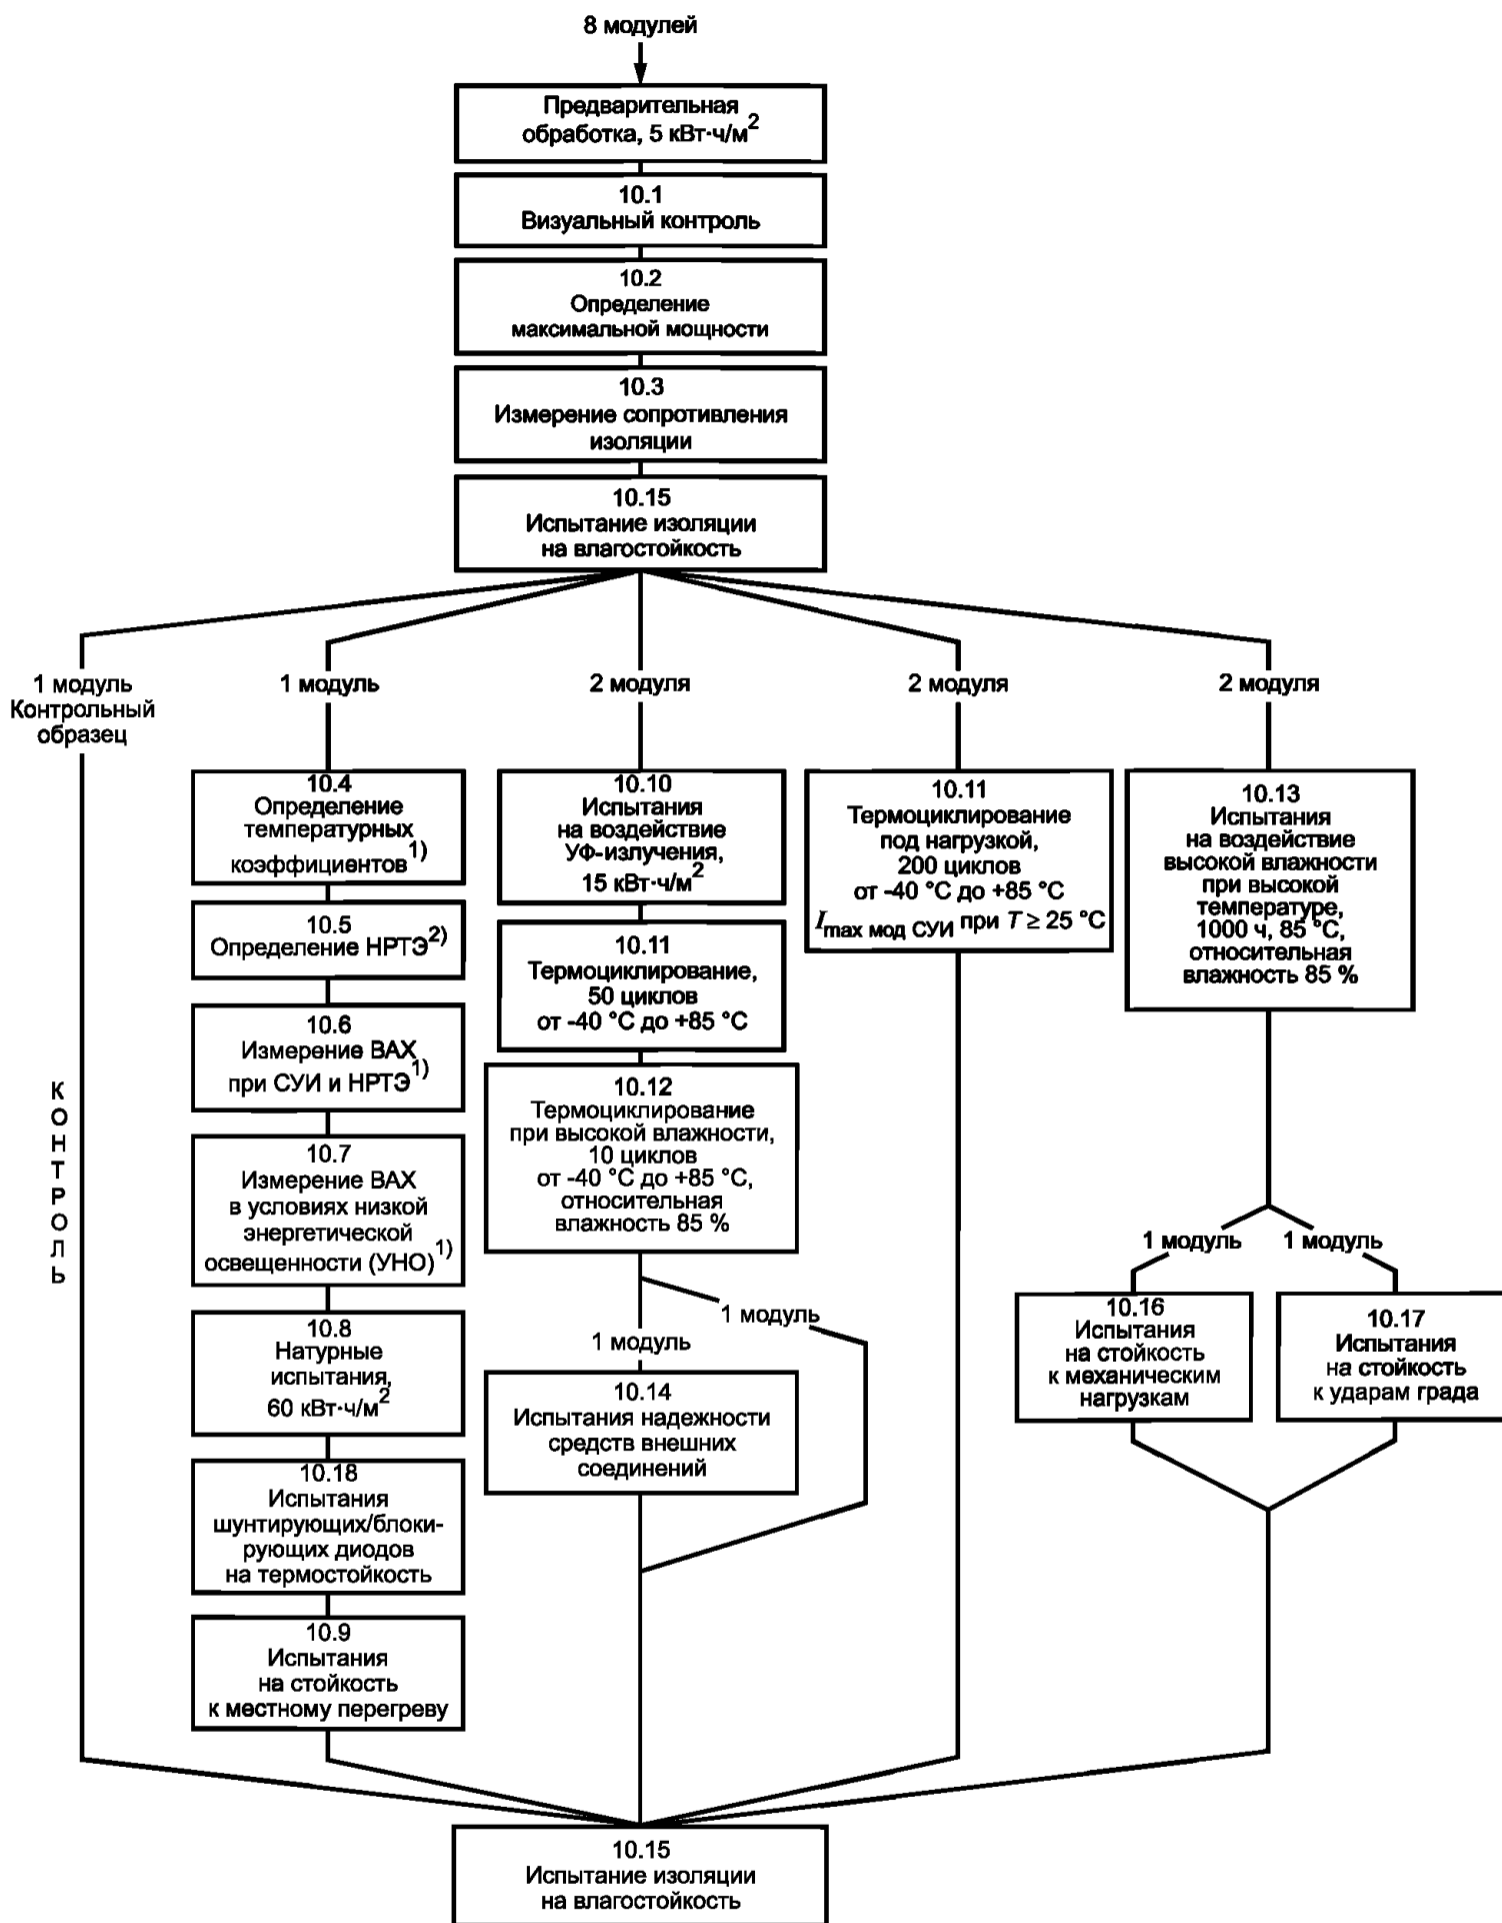 8 модулей
Предварительная
обработка, 5 кВт·ч/м²
10.1
Визуальный контроль
10.2
Определение
максимальной мощности
10.3
Измерение сопротивления
изоляции
10.15
Испытание изоляции
на влагостойкость
1 модуль
Контрольный
образец
1 модуль
2 модуля
2 модуля
2 модуля
КОНТРОЛЬ
10.4
Определение
температурных
коэффициентов¹⁾
10.5
Определение НРТЭ²⁾
10.6
Измерение ВАХ
при СУИ и НРТЭ¹⁾
10.7
Измерение ВАХ
в условиях низкой
энергетической
освещенности (УНО)¹⁾
10.8
Натурные
испытания,
60 кВт·ч/м²
10.18
Испытания
шунтирующих/блоки-
рующих диодов
на термостойкость
10.9
Испытания
на стойкость
к местному перегреву
10.10
Испытания
на воздействие
УФ-излучения,
15 кВт·ч/м²
10.11
Термоциклирование,
50 циклов
от -40 °С до +85 °С
10.12
Термоциклирование
при высокой влажности,
10 циклов
от -40 °С до +85 °С,
относительная
влажность 85 %
1 модуль
1 модуль
10.14
Испытания надежности
средств внешних
соединений
10.11
Термоциклирование
под нагрузкой,
200 циклов
от -40 °С до +85 °С
I max мод СУИ при T ≥ 25 °С
10.13
Испытания
на воздействие
высокой влажности
при высокой
температуре,
1000 ч, 85 °С,
относительная
влажность 85 %
1 модуль
1 модуль
10.16
Испытания
на стойкость
к механическим
нагрузкам
10.17
Испытания
на стойкость
к ударам града
10.15
Испытание изоляции
на влагостойкость